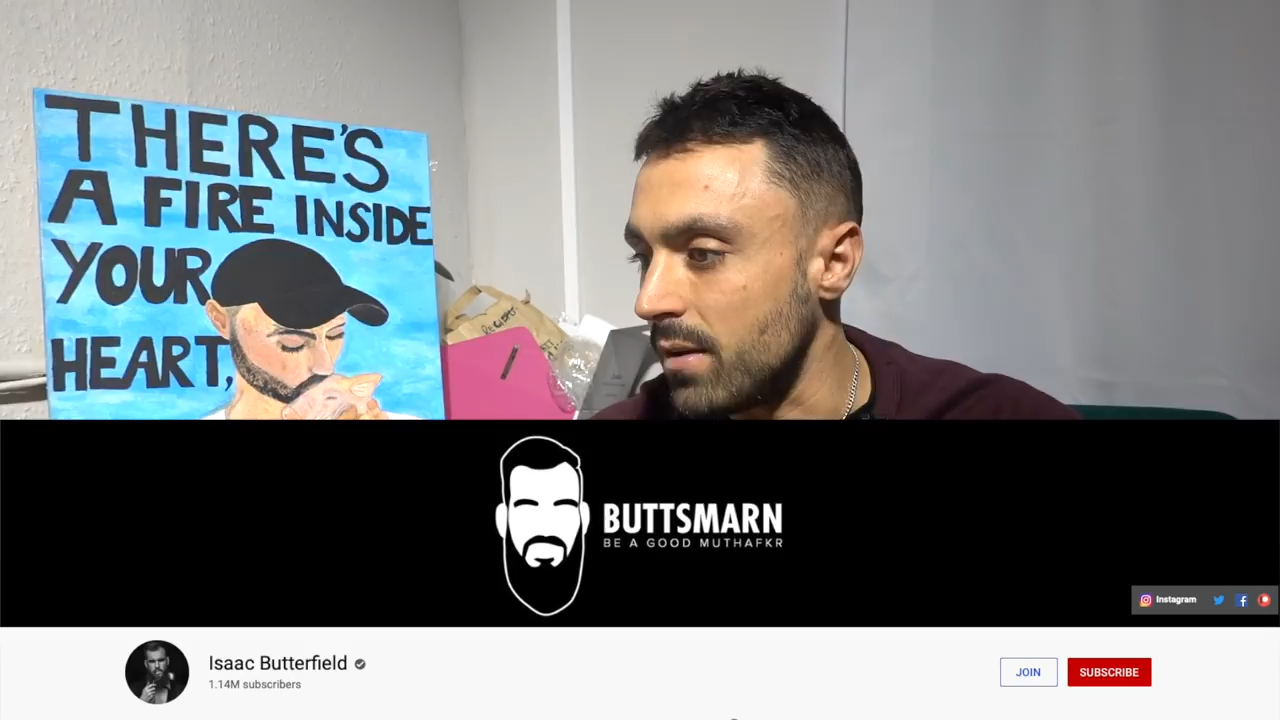 THERE'S
A FIRE INSIDE
YOUR
HEART,
BUTTSMARN
BE A GOOD MUTHAFKR
Instagram
Isaac Butterfield
1.14M subscribers
JOIN
SUBSCRIBE